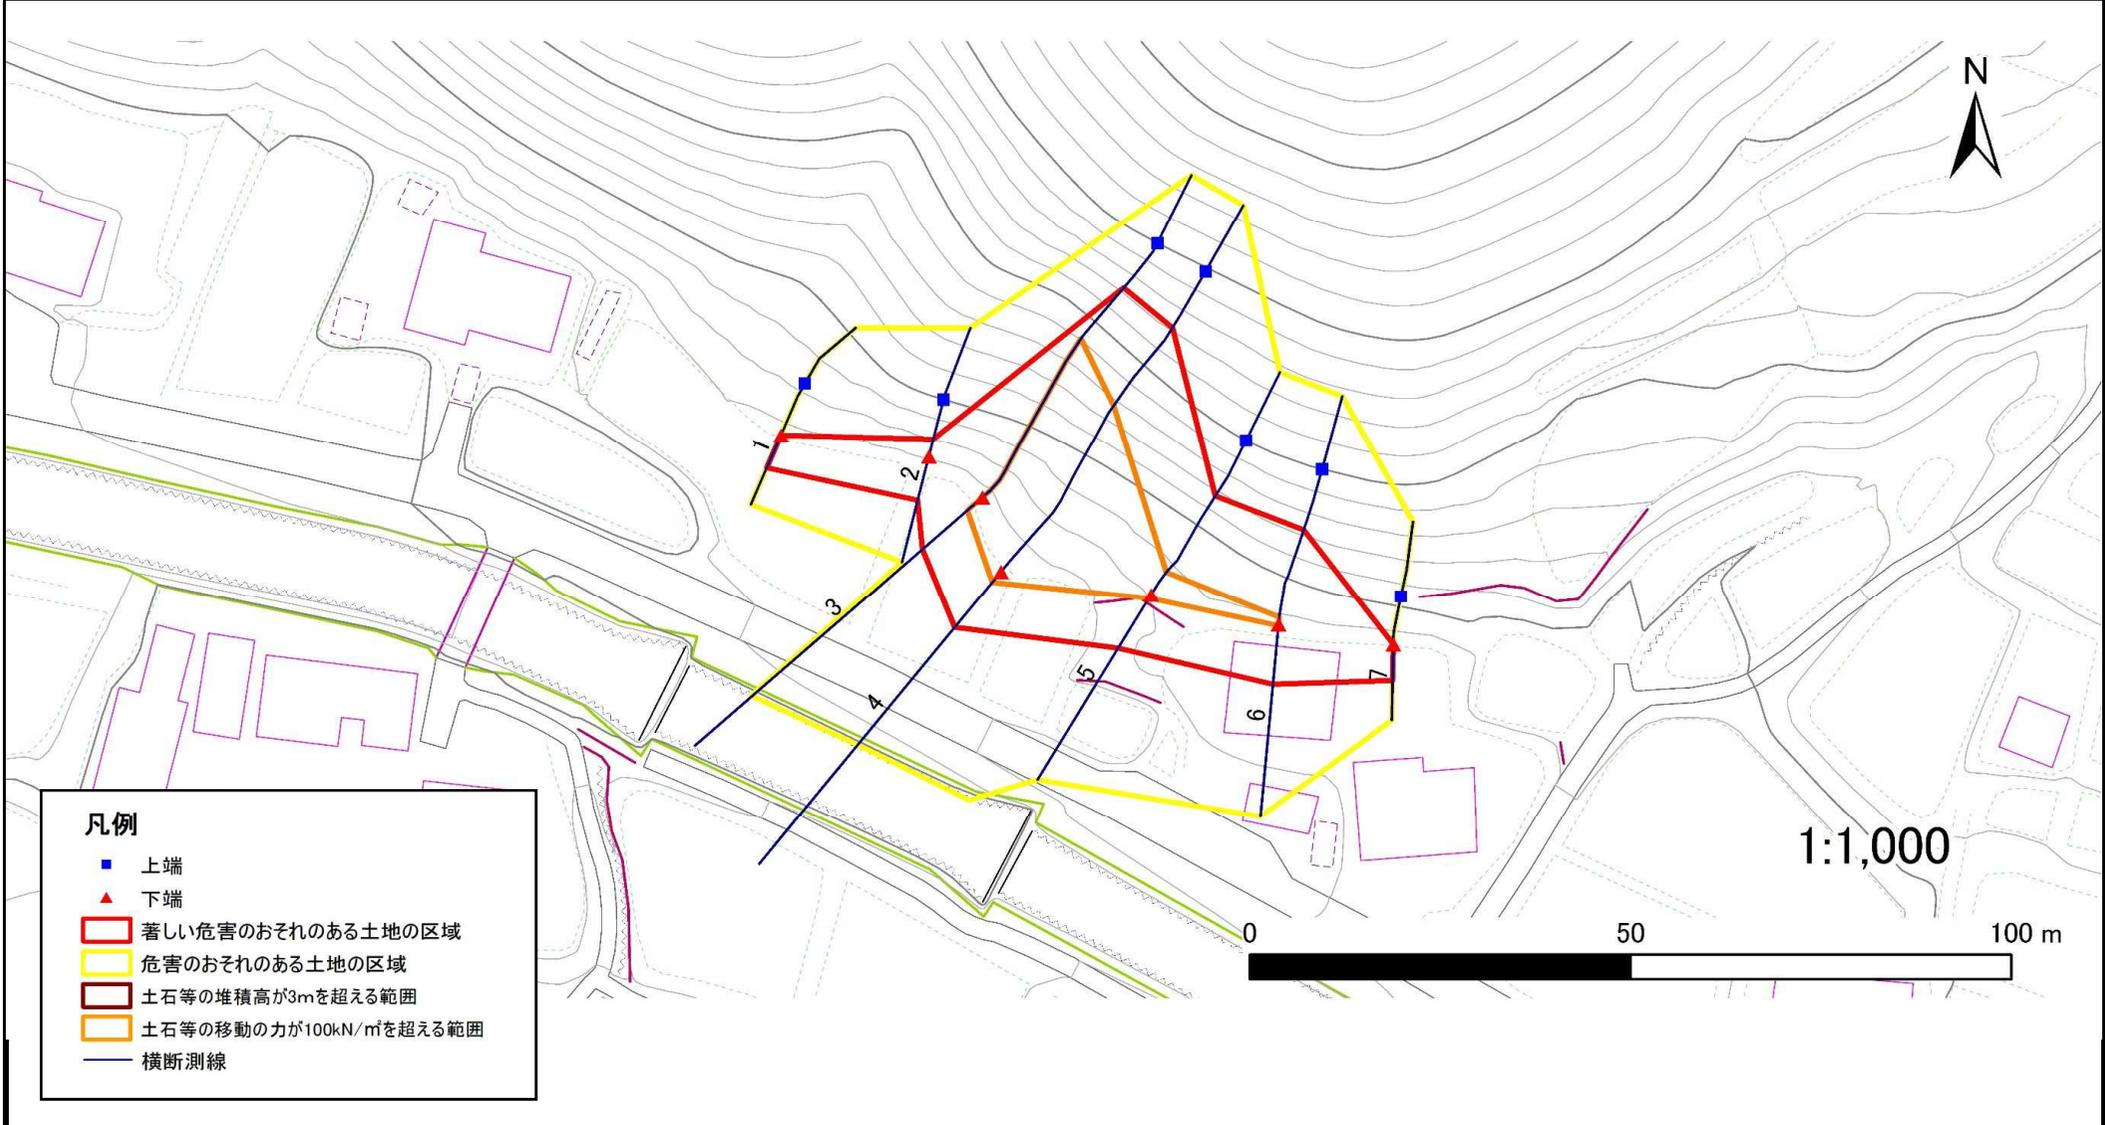 N
1
2
3
4
5
6
7
1:1,000
0 50 100 m
凡例
上端
下端
著しい危害のおそれのある土地の区域
危害のおそれのある土地の区域
土石等の堆積高が3mを超える範囲
土石等の移動の力が100kN/㎡を超える範囲
横断測線